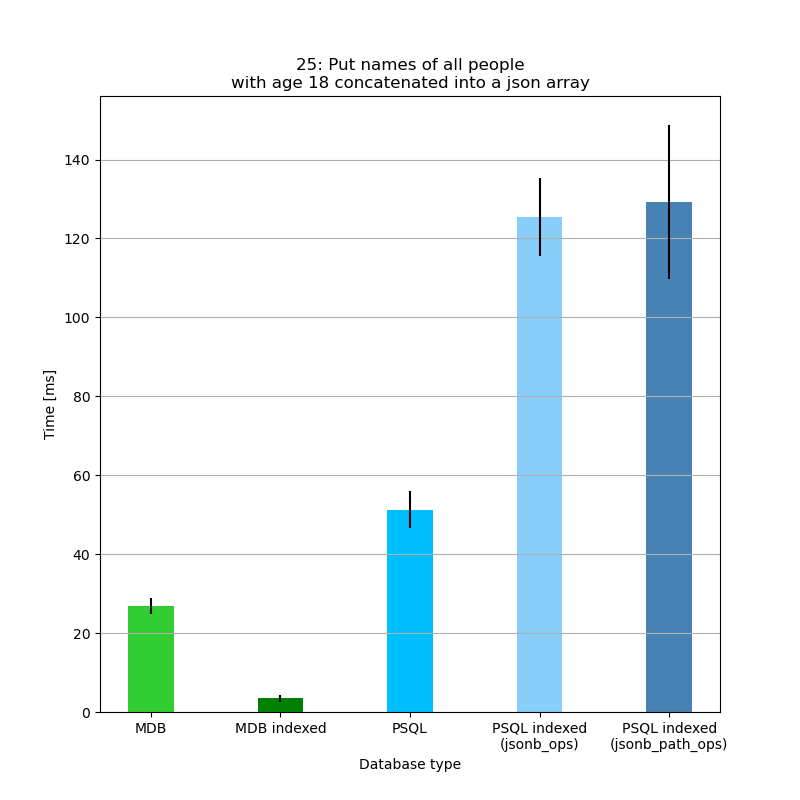 25: Put names of all people
with age 18 concatenated into a json array
Time [ms]
140
120
100
80
60
40
20
0
MDB
MDB indexed
PSQL
PSQL indexed
(jsonb_ops)
PSQL indexed
(jsonb_path_ops)
Database type